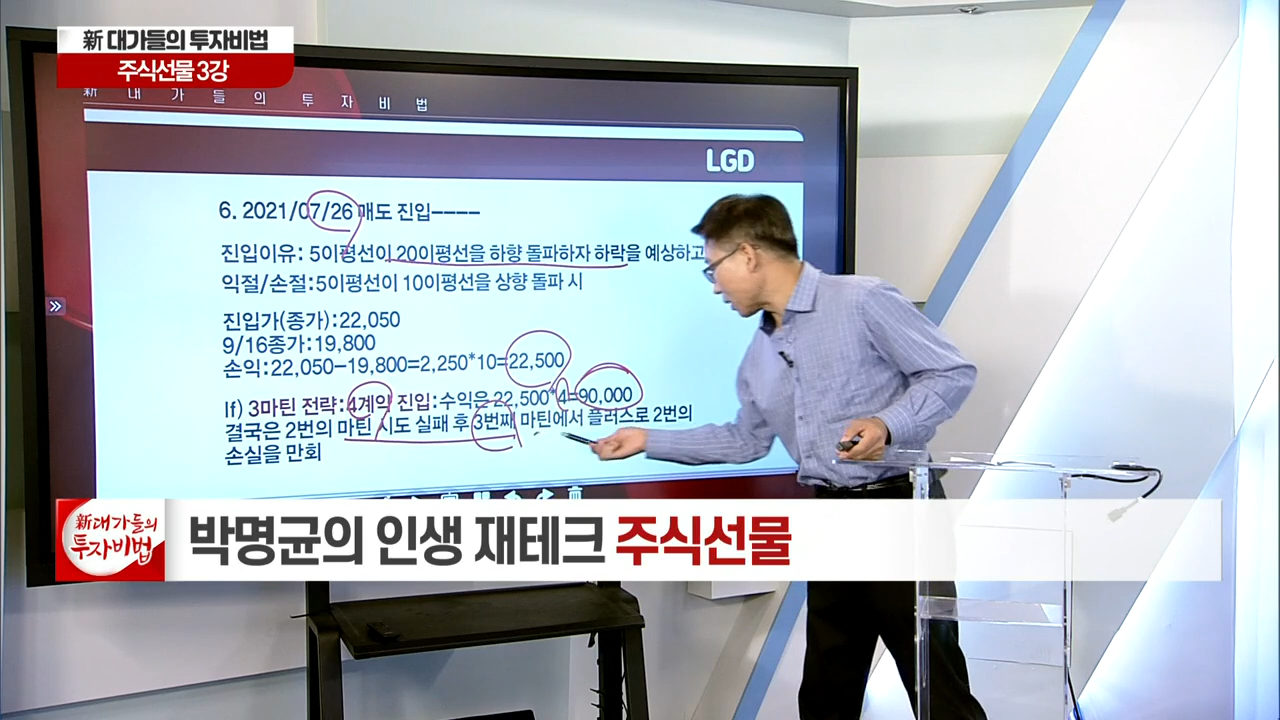 新 대가들의 투자비법
주식선물 3강
新 대 가 들 의 투 자 비 법
LGD
6. 2021/07/26 매도 진입----
진입이유: 5이평선이 20이평선을 하향 돌파하자 하락을 예상하고
익절/손절:5이평선이 10이평선을 상향 돌파 시
진입가(종가):22,050
9/16종가:19,800
손익:22,050-19,800=2,250*10=22,500
If) 3마틴 전략:4계약 진입:수익은 22,500*4=90,000
결국은 2번의 마틴 시도 실패 후 3번째 마틴에서 플러스로 2번의
손실을 만회
新대가들의
투자비법
박명균의 인생 재테크 주식선물